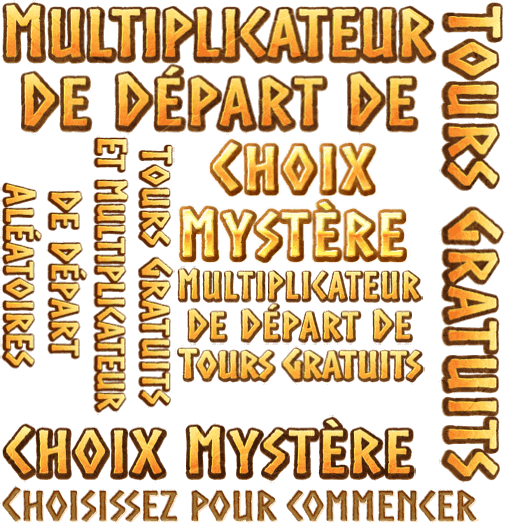 Multiplicateur
de départ de
Tours gratuits
Choix
Mystère
Tours gratuits
et multiplicateur
de départ
aléatoires
Multiplicateur
de départ de
Tours gratuits
Choix Mystère
Choisissez pour commencer